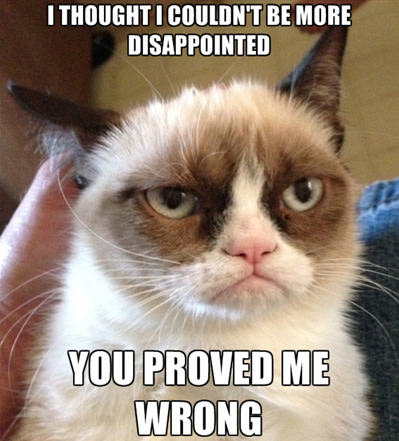 I THOUGHT I COULDN'T BE MORE
DISAPPOINTED
YOU PROVED ME
WRONG